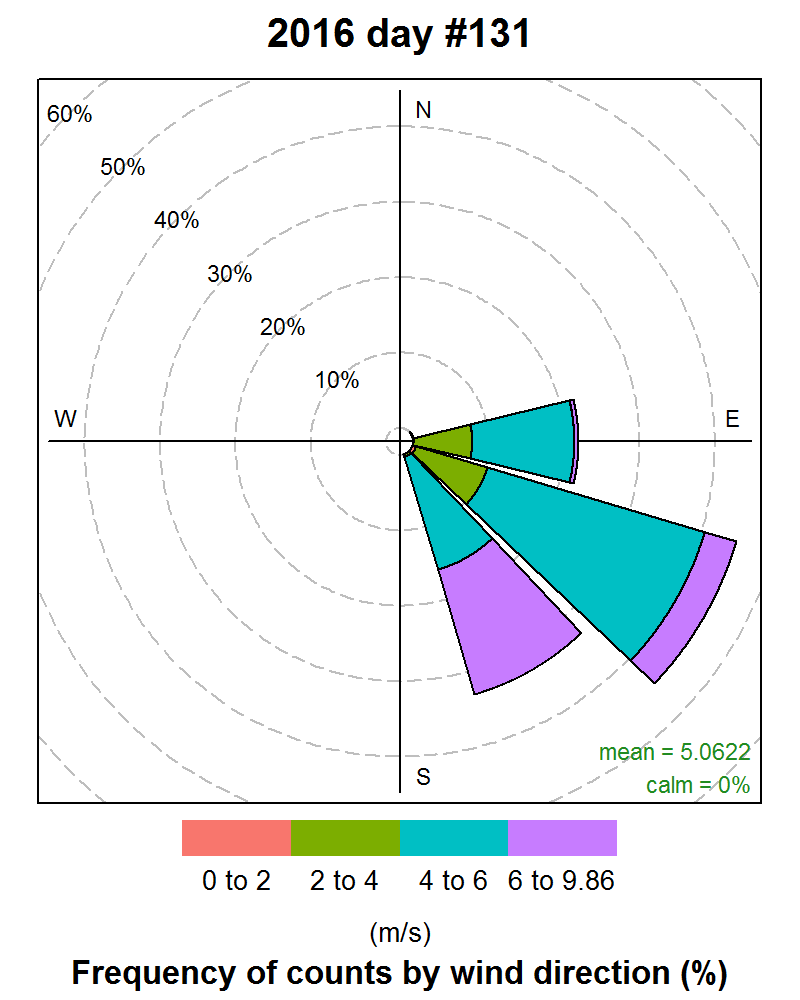 2016 day #131
N
60%
50%
40%
30%
20%
10%
W
E
mean = 5.0622
S
calm = 0%
0 to 2
2 to 4
4 to 6
6 to 9.86
(m/s)
Frequency of counts by wind direction (%)